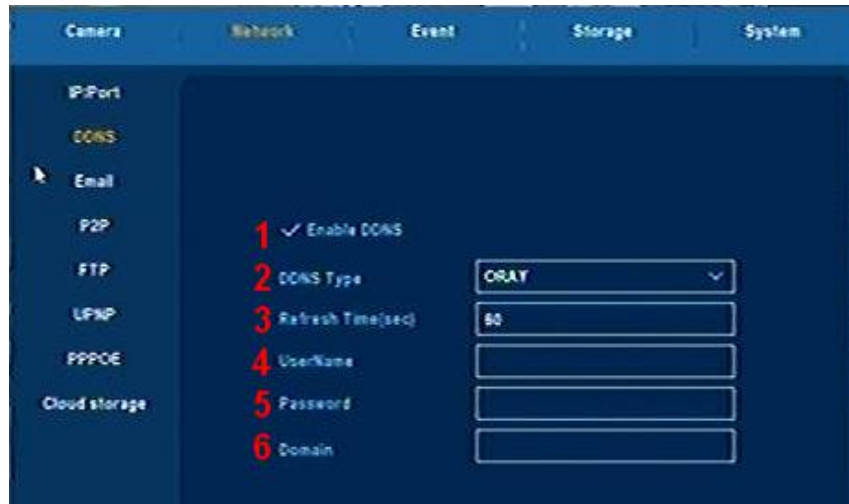 Camera Network Event Storage System
IP/Port
DDNS
Email
P2P
1 Enable DDNS
FTP
2 DDNS Type ORAY
UPNP
3 Refresh Time(sec) 60
PPPOE
4 UserName
Cloud storage
5 Password
6 Domain